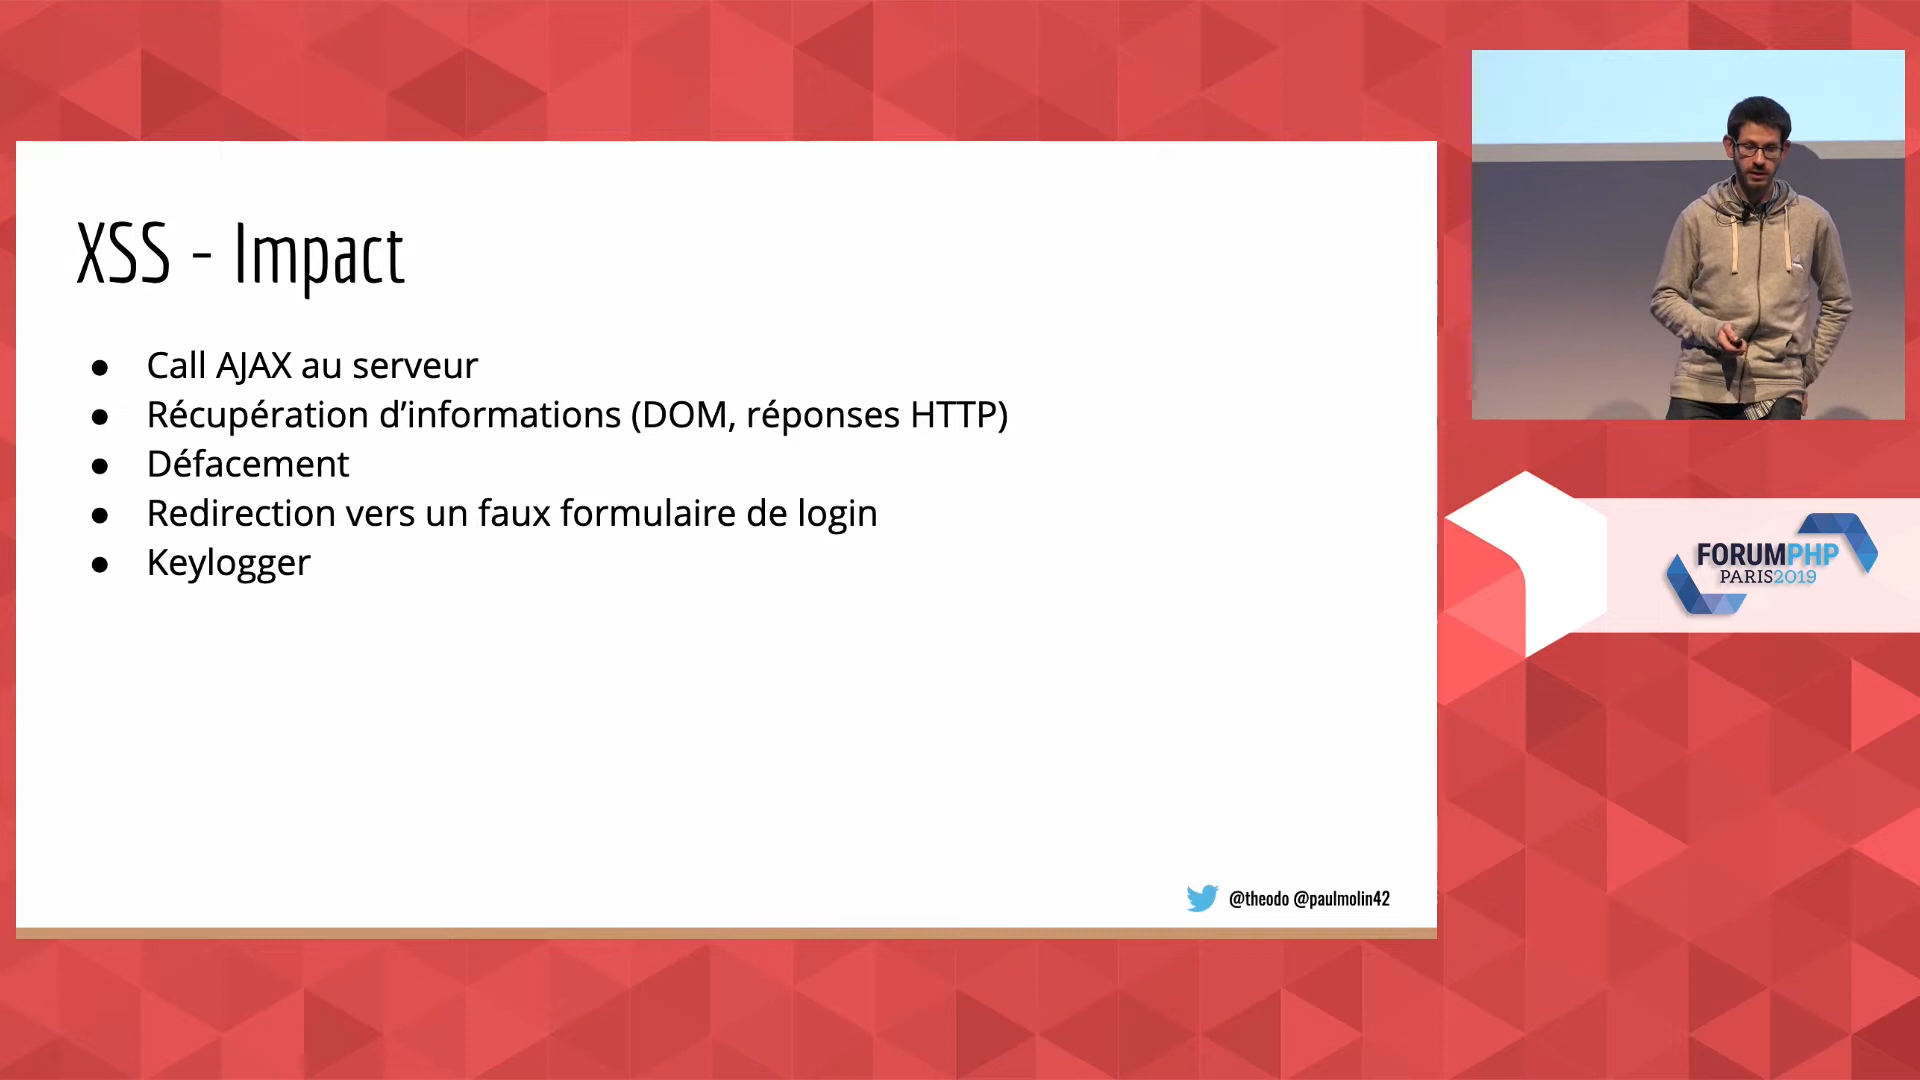 XSS - Impact
● Call AJAX au serveur
● Récupération d’informations (DOM, réponses HTTP)
● Défacement
● Redirection vers un faux formulaire de login
● Keylogger
@theodo @paulmolin42
FORUMPHP
PARIS2019